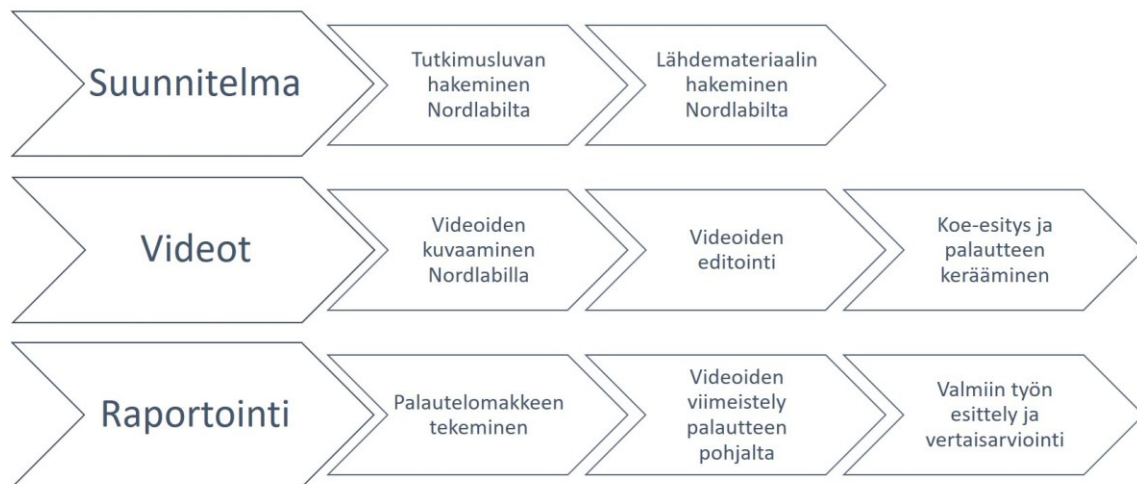 Suunnitelma
Tutkimusluvan
hakeminen
Nordlabilta
Lähdemateriaalin
hakeminen
Nordlabilta
Videot
Videoiden
kuvaaminen
Nordlabilla
Videoiden
editointi
Koe-esitys ja
palautteen
kerääminen
Raportointi
Palautelomakkeen
tekeminen
Videoiden
viimeistely
palautteen
pohjalta
Valmiin työn
esittely ja
vertaisarviointi